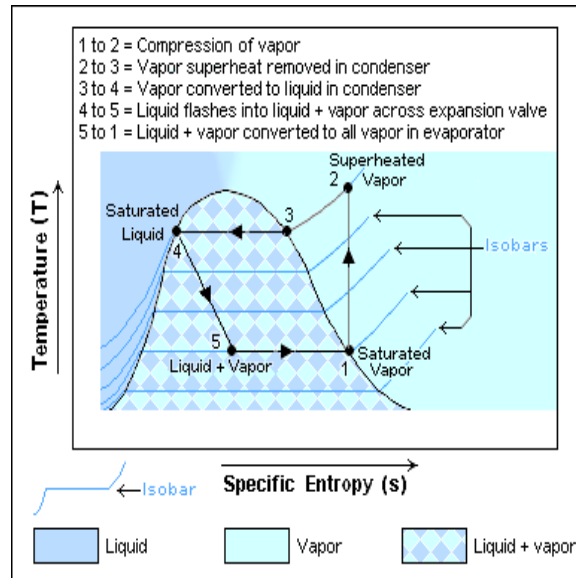 1 to 2 = Compression of vapor
2 to 3 = Vapor superheat removed in condenser
3 to 4 = Vapor converted to liquid in condenser
4 to 5 = Liquid flashes into liquid + vapor across expansion valve
5 to 1 = Liquid + vapor converted to all vapor in evaporator
Superheated
2 Vapor
Saturated 3
Liquid
4
Isobars
Temperature (T)
5
Liquid + Vapor
1 Saturated
Vapor
Specific Entropy (s)
Isobar
Liquid
Vapor
Liquid + vapor